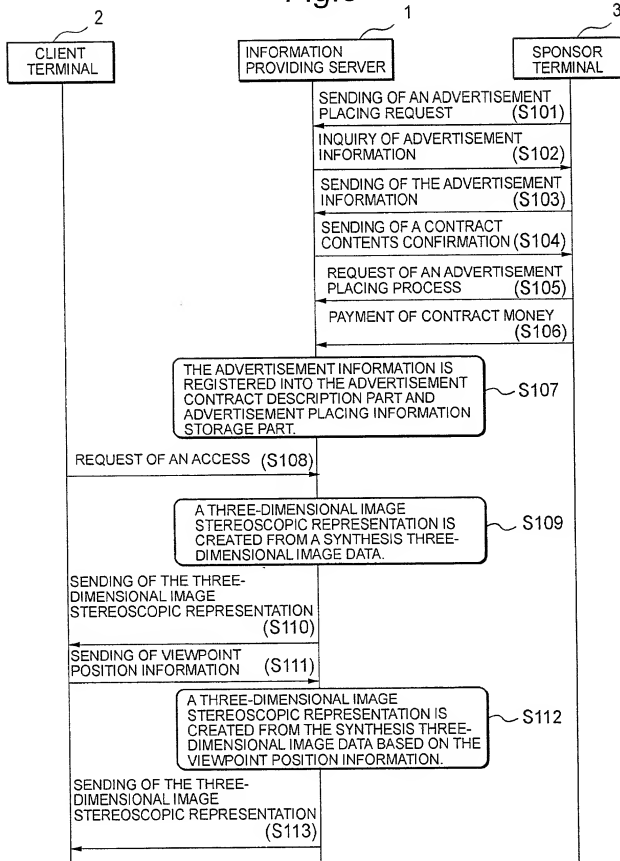 2
1
3
CLIENT
TERMINAL
INFORMATION
PROVIDING SERVER
SPONSOR
TERMINAL
SENDING OF AN ADVERTISEMENT
PLACING REQUEST (S101)
INQUIRY OF ADVERTISEMENT
INFORMATION (S102)
SENDING OF THE ADVERTISEMENT
INFORMATION (S103)
SENDING OF A CONTRACT
CONTENTS CONFIRMATION (S104)
REQUEST OF AN ADVERTISEMENT
PLACING PROCESS (S105)
PAYMENT OF CONTRACT MONEY
(S106)
THE ADVERTISEMENT INFORMATION IS
REGISTERED INTO THE ADVERTISEMENT
CONTRACT DESCRIPTION PART AND
ADVERTISEMENT PLACING INFORMATION
STORAGE PART.
S107
REQUEST OF AN ACCESS (S108)
A THREE-DIMENSIONAL IMAGE
STEREOSCOPIC REPRESENTATION IS
CREATED FROM A SYNTHESIS THREE-
DIMENSIONAL IMAGE DATA.
S109
SENDING OF THE THREE-
DIMENSIONAL IMAGE
STEREOSCOPIC REPRESENTATION
(S110)
SENDING OF VIEWPOINT
POSITION INFORMATION (S111)
A THREE-DIMENSIONAL IMAGE
STEREOSCOPIC REPRESENTATION IS
CREATED FROM THE SYNTHESIS THREE-
DIMENSIONAL IMAGE DATA BASED ON THE
VIEWPOINT POSITION INFORMATION.
S112
SENDING OF THE THREE-
DIMENSIONAL IMAGE
STEREOSCOPIC REPRESENTATION
(S113)